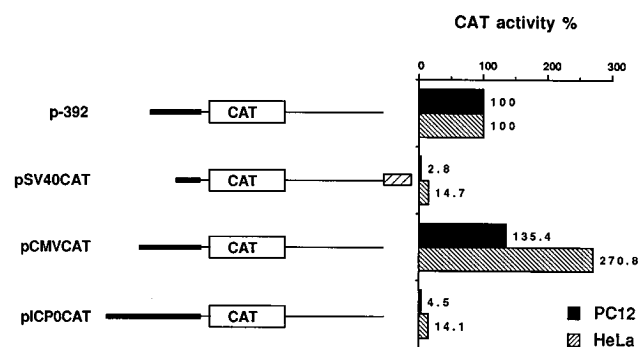 CAT activity %
0 100 200 300
p-392 CAT 100
100
pSV40CAT CAT 2.8
14.7
pCMVCAT CAT 135.4
270.8
pICP0CAT CAT 4.5
14.1
PC12
HeLa